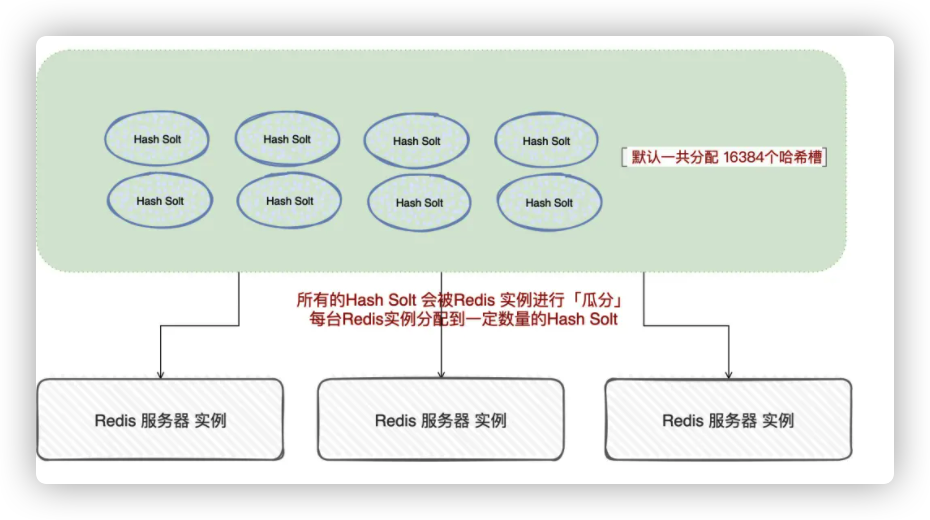 Hash Solt Hash Solt Hash Solt Hash Solt
[ 默认一共分配 16384个哈希槽]
Hash Solt Hash Solt Hash Solt Hash Solt
所有的Hash Solt 会被Redis 实例进行「瓜分」
每台Redis实例分配到一定数量的Hash Solt
Redis 服务器 实例 Redis 服务器 实例 Redis 服务器 实例